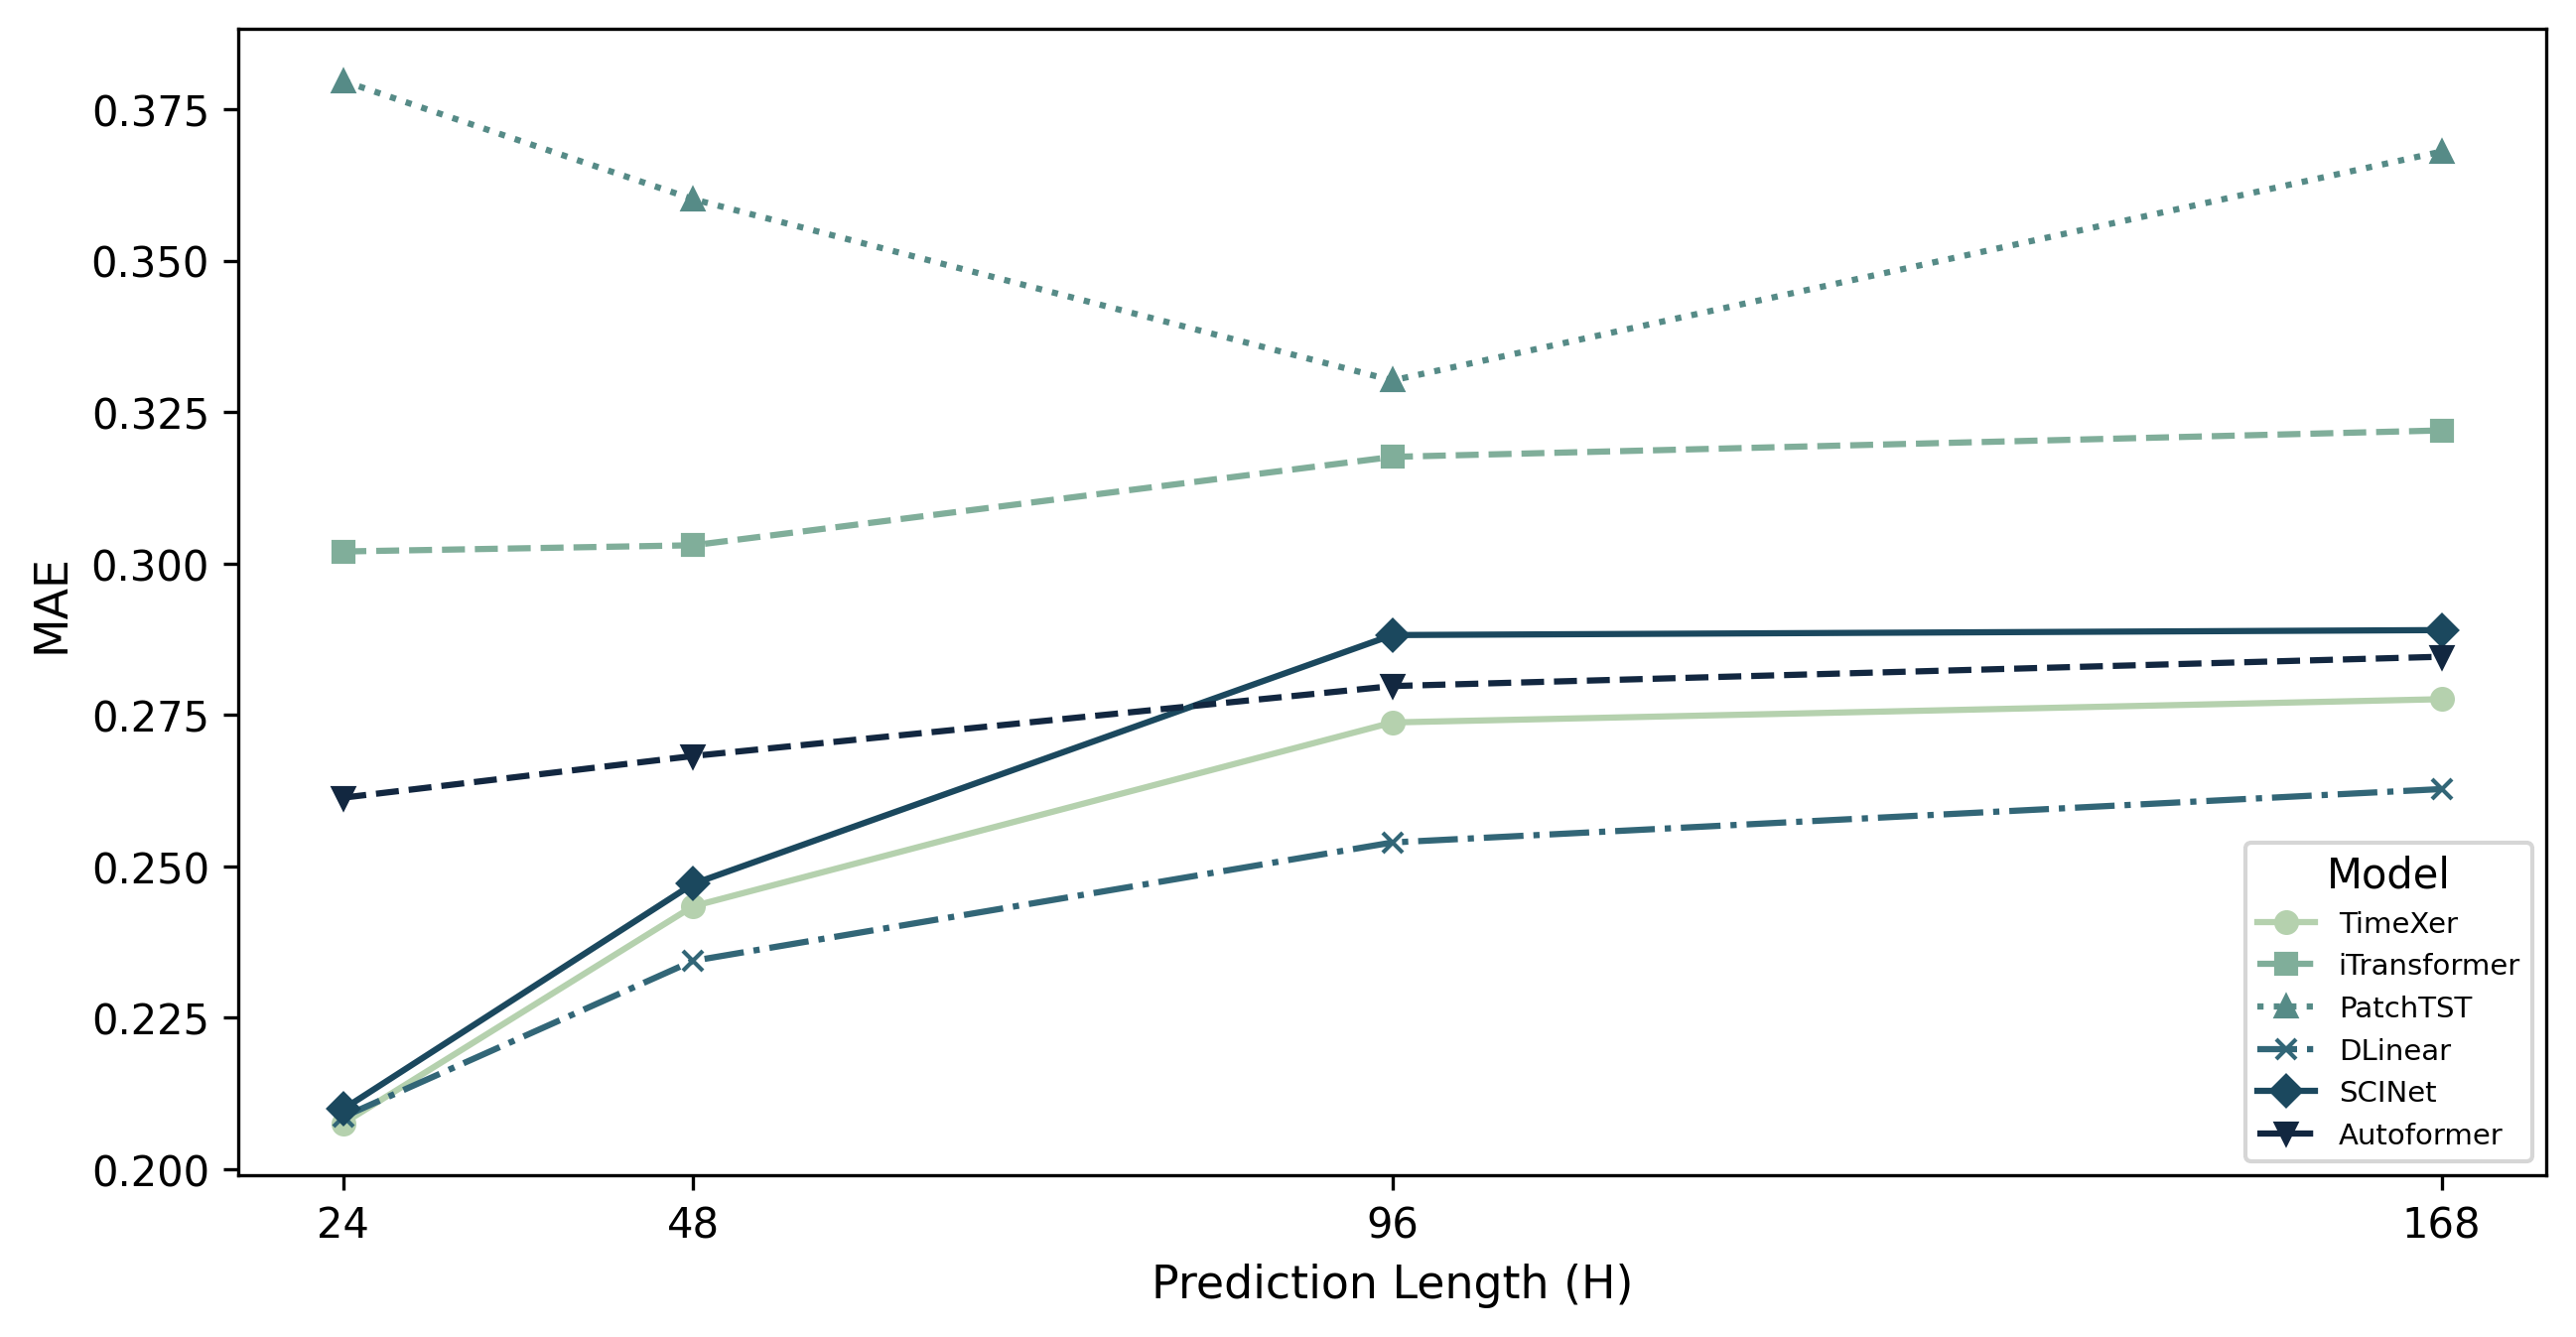 0.375
0.350
0.325
0.300
0.275
0.250
0.225
0.200
MAE
24 48 96 168
Prediction Length (H)
Model
TimeXer
iTransformer
PatchTST
DLinear
SCINet
Autoformer